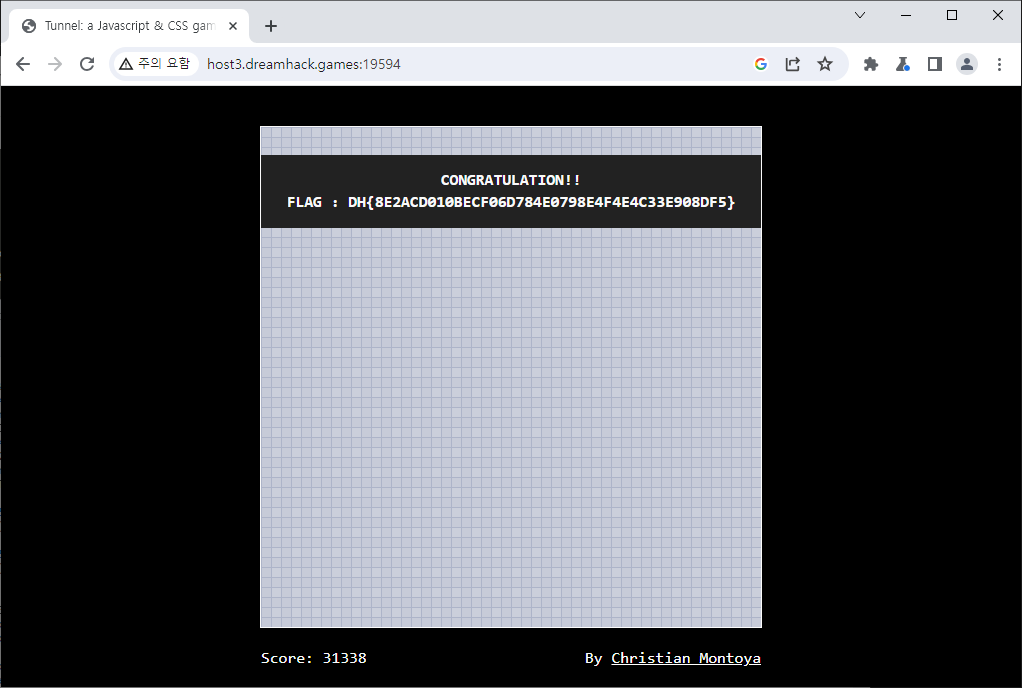 Tunnel: a Javascript & CSS gam
주의 요함
host3.dreamhack.games:19594
CONGRATULATION!!
FLAG : DH{8E2ACD010BECF06D784E0798E4F4E4C33E908DF5}
Score: 31338
By Christian Montoya